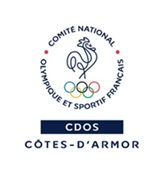 COMITÉ NATIONAL
OLYMPIQUE ET SPORTIF FRANÇAIS
CDOS
CÔTES-D'ARMOR